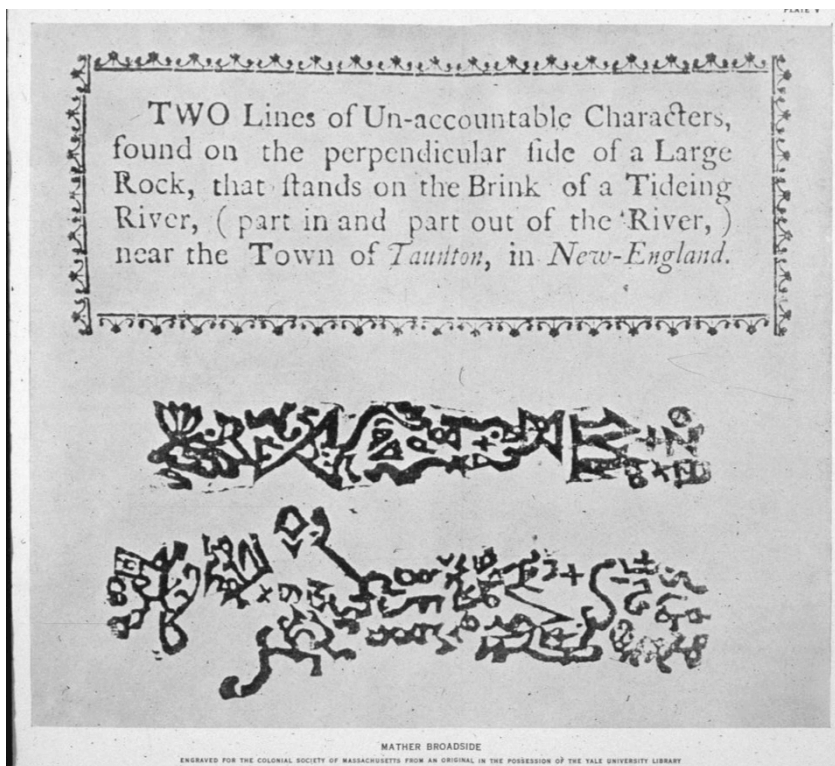 PLATE V
TWO Lines of Un-accountable Characters,
found on the perpendicular ſide of a Large
Rock, that ſtands on the Brink of a Tideing
River, ( part in and part out of the River, )
near the Town of Taunton, in New-England.
MATHER BROADSIDE
ENGRAVED FOR THE COLONIAL SOCIETY OF MASSACHUSETTS FROM AN ORIGINAL IN THE POSSESSION OF THE YALE UNIVERSITY LIBRARY